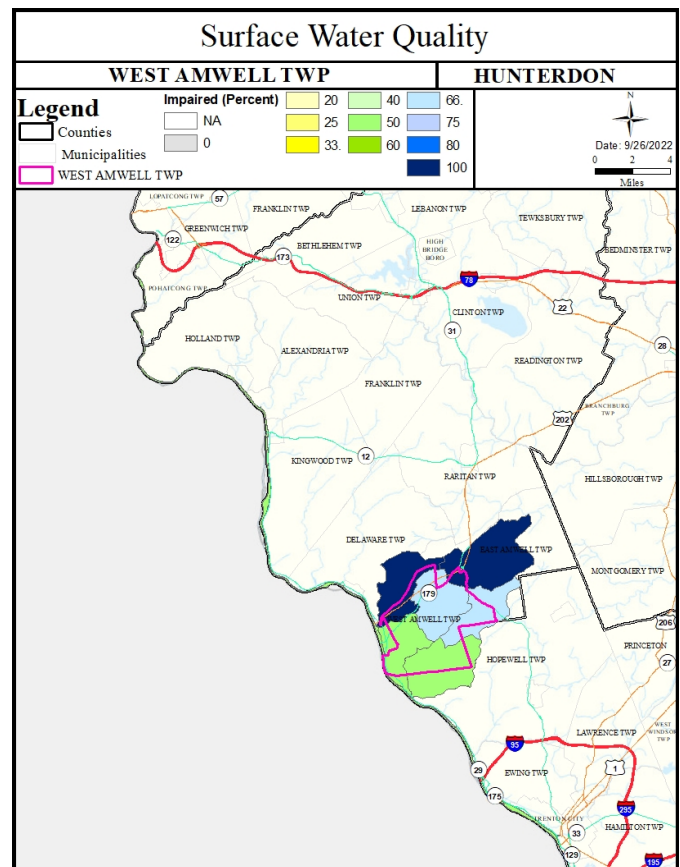 Surface Water Quality
WEST AMWELL TWP
HUNTERDON
Legend
Counties
Municipalities
WEST AMWELL TWP
Impaired (Percent)
NA
0
20
25
33.
40
50
60
66.
75
80
100
N
Date: 9/26/2022
0 2 4
Miles
LOPATCONG TWP
57
FRANKLIN TWP
LEBANON TWP
TEWKSBURY TWP
GREENWICH TWP
122
BETHLEHEM TWP
HIGH
BRIDGE
BORO
BEDMINSTER TWP
173
78
POHATCONG TWP
UNION TWP
22
CLINTON TWP
31
HOLLAND TWP
28
ALEXANDRIA TWP
READINGTON TWP
FRANKLIN TWP
BRANCHBURG
TWP
202
12
KINGWOOD TWP
RARITAN TWP
HILLSBOROUGH TWP
DELAWARE TWP
EAST AMWELL TWP
MONTGOMERY TWP
179
WEST AMWELL TWP
206
PRINCETON
HOPEWELL TWP
27
WEST
WINDSOR
TWP
LAWRENCE TWP
95
29
EWING TWP
1
175
295
TRENTON CITY
33
HAMILTON TWP
129
195